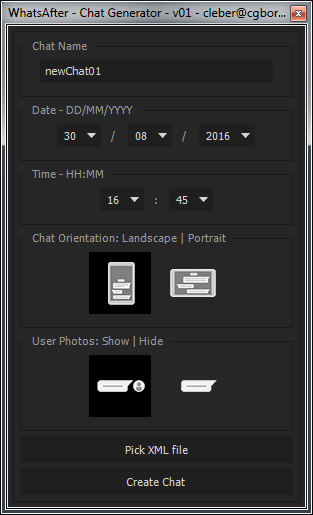 WhatsAfter - Chat Generator - v01 - cleber@cgbor...
Chat Name
newChat01
Date - DD/MM/YYYY
30 / 08 / 2016
Time - HH:MM
16 : 45
Chat Orientation: Landscape | Portrait
User Photos: Show | Hide
Pick XML file
Create Chat